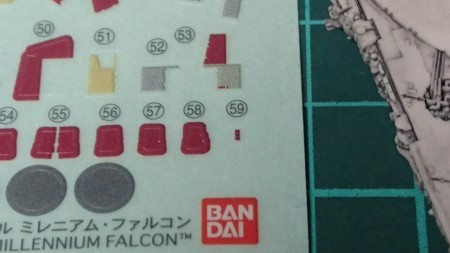 50 51 52 53
54 55 56 57 58 59
ル ミレニアム・ファルコン
MILLENNIUM FALCON™
BAN
DAI